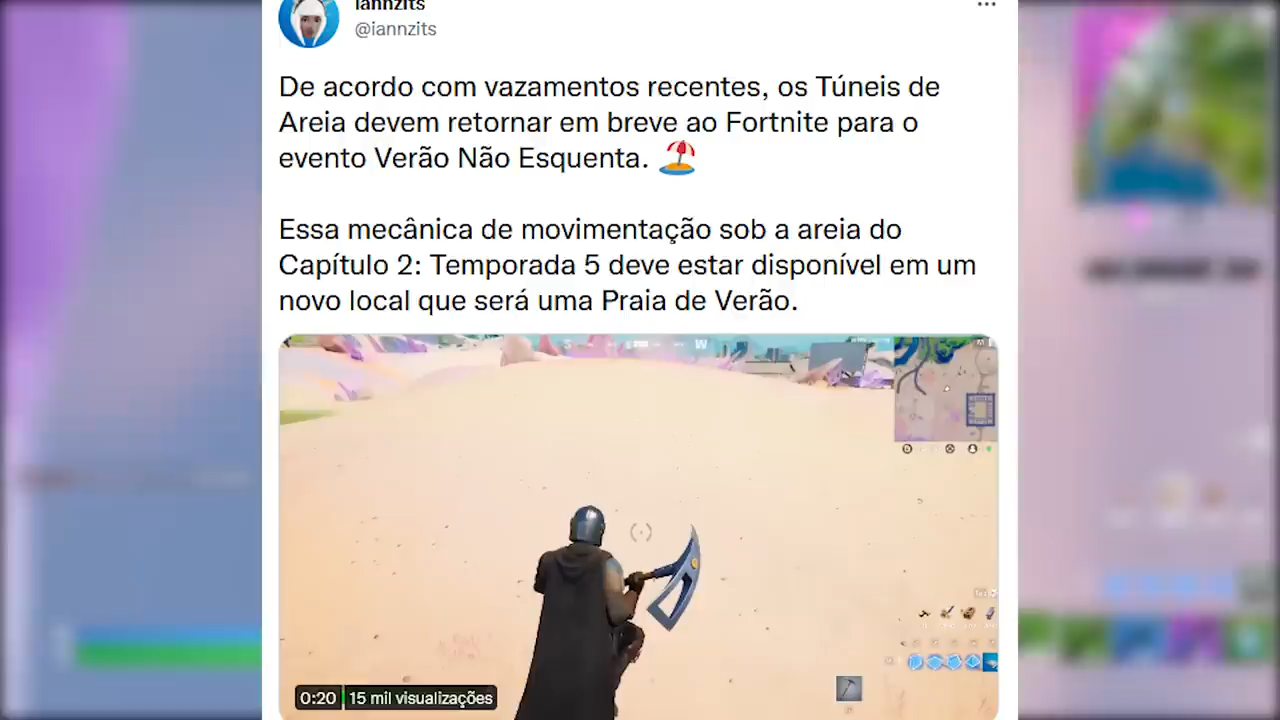 iannzits
@iannzits
De acordo com vazamentos recentes, os Túneis de
Areia devem retornar em breve ao Fortnite para o
evento Verão Não Esquenta.
Essa mecânica de movimentação sob a areia do
Capítulo 2: Temporada 5 deve estar disponível em um
novo local que será uma Praia de Verão.
S
W
0:20
15 mil visualizações